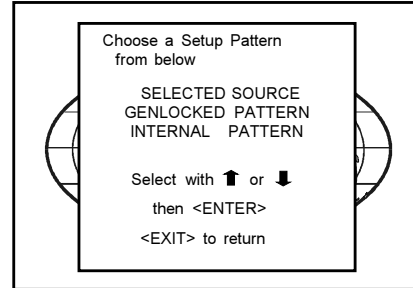 Choose a Setup Pattern
from below
SELECTED SOURCE
GENLOCKED PATTERN
INTERNAL PATTERN
Select with ⬆ or ⬇
then <ENTER>
<EXIT> to return